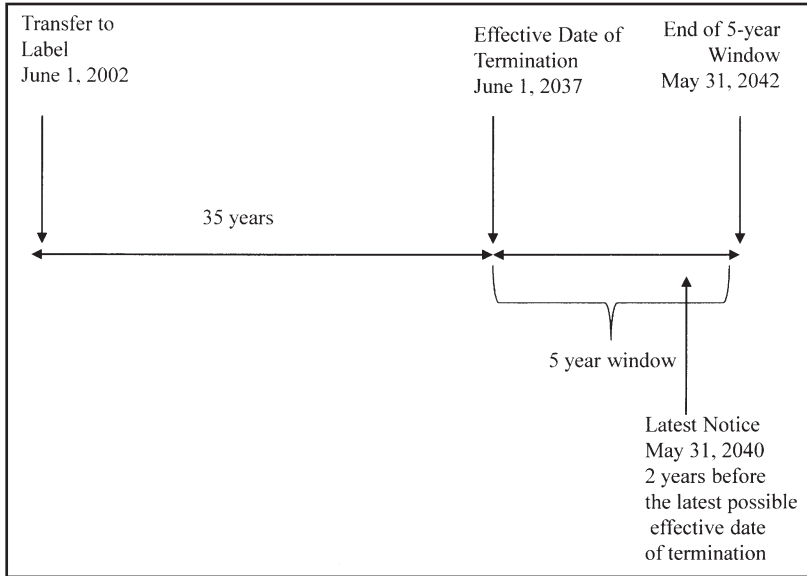 Transfer to
Label
June 1, 2002
Effective Date of
Termination
June 1, 2037
End of 5-year
Window
May 31, 2042
35 years
5 year window
Latest Notice
May 31, 2040
2 years before
the latest possible
effective date
of termination